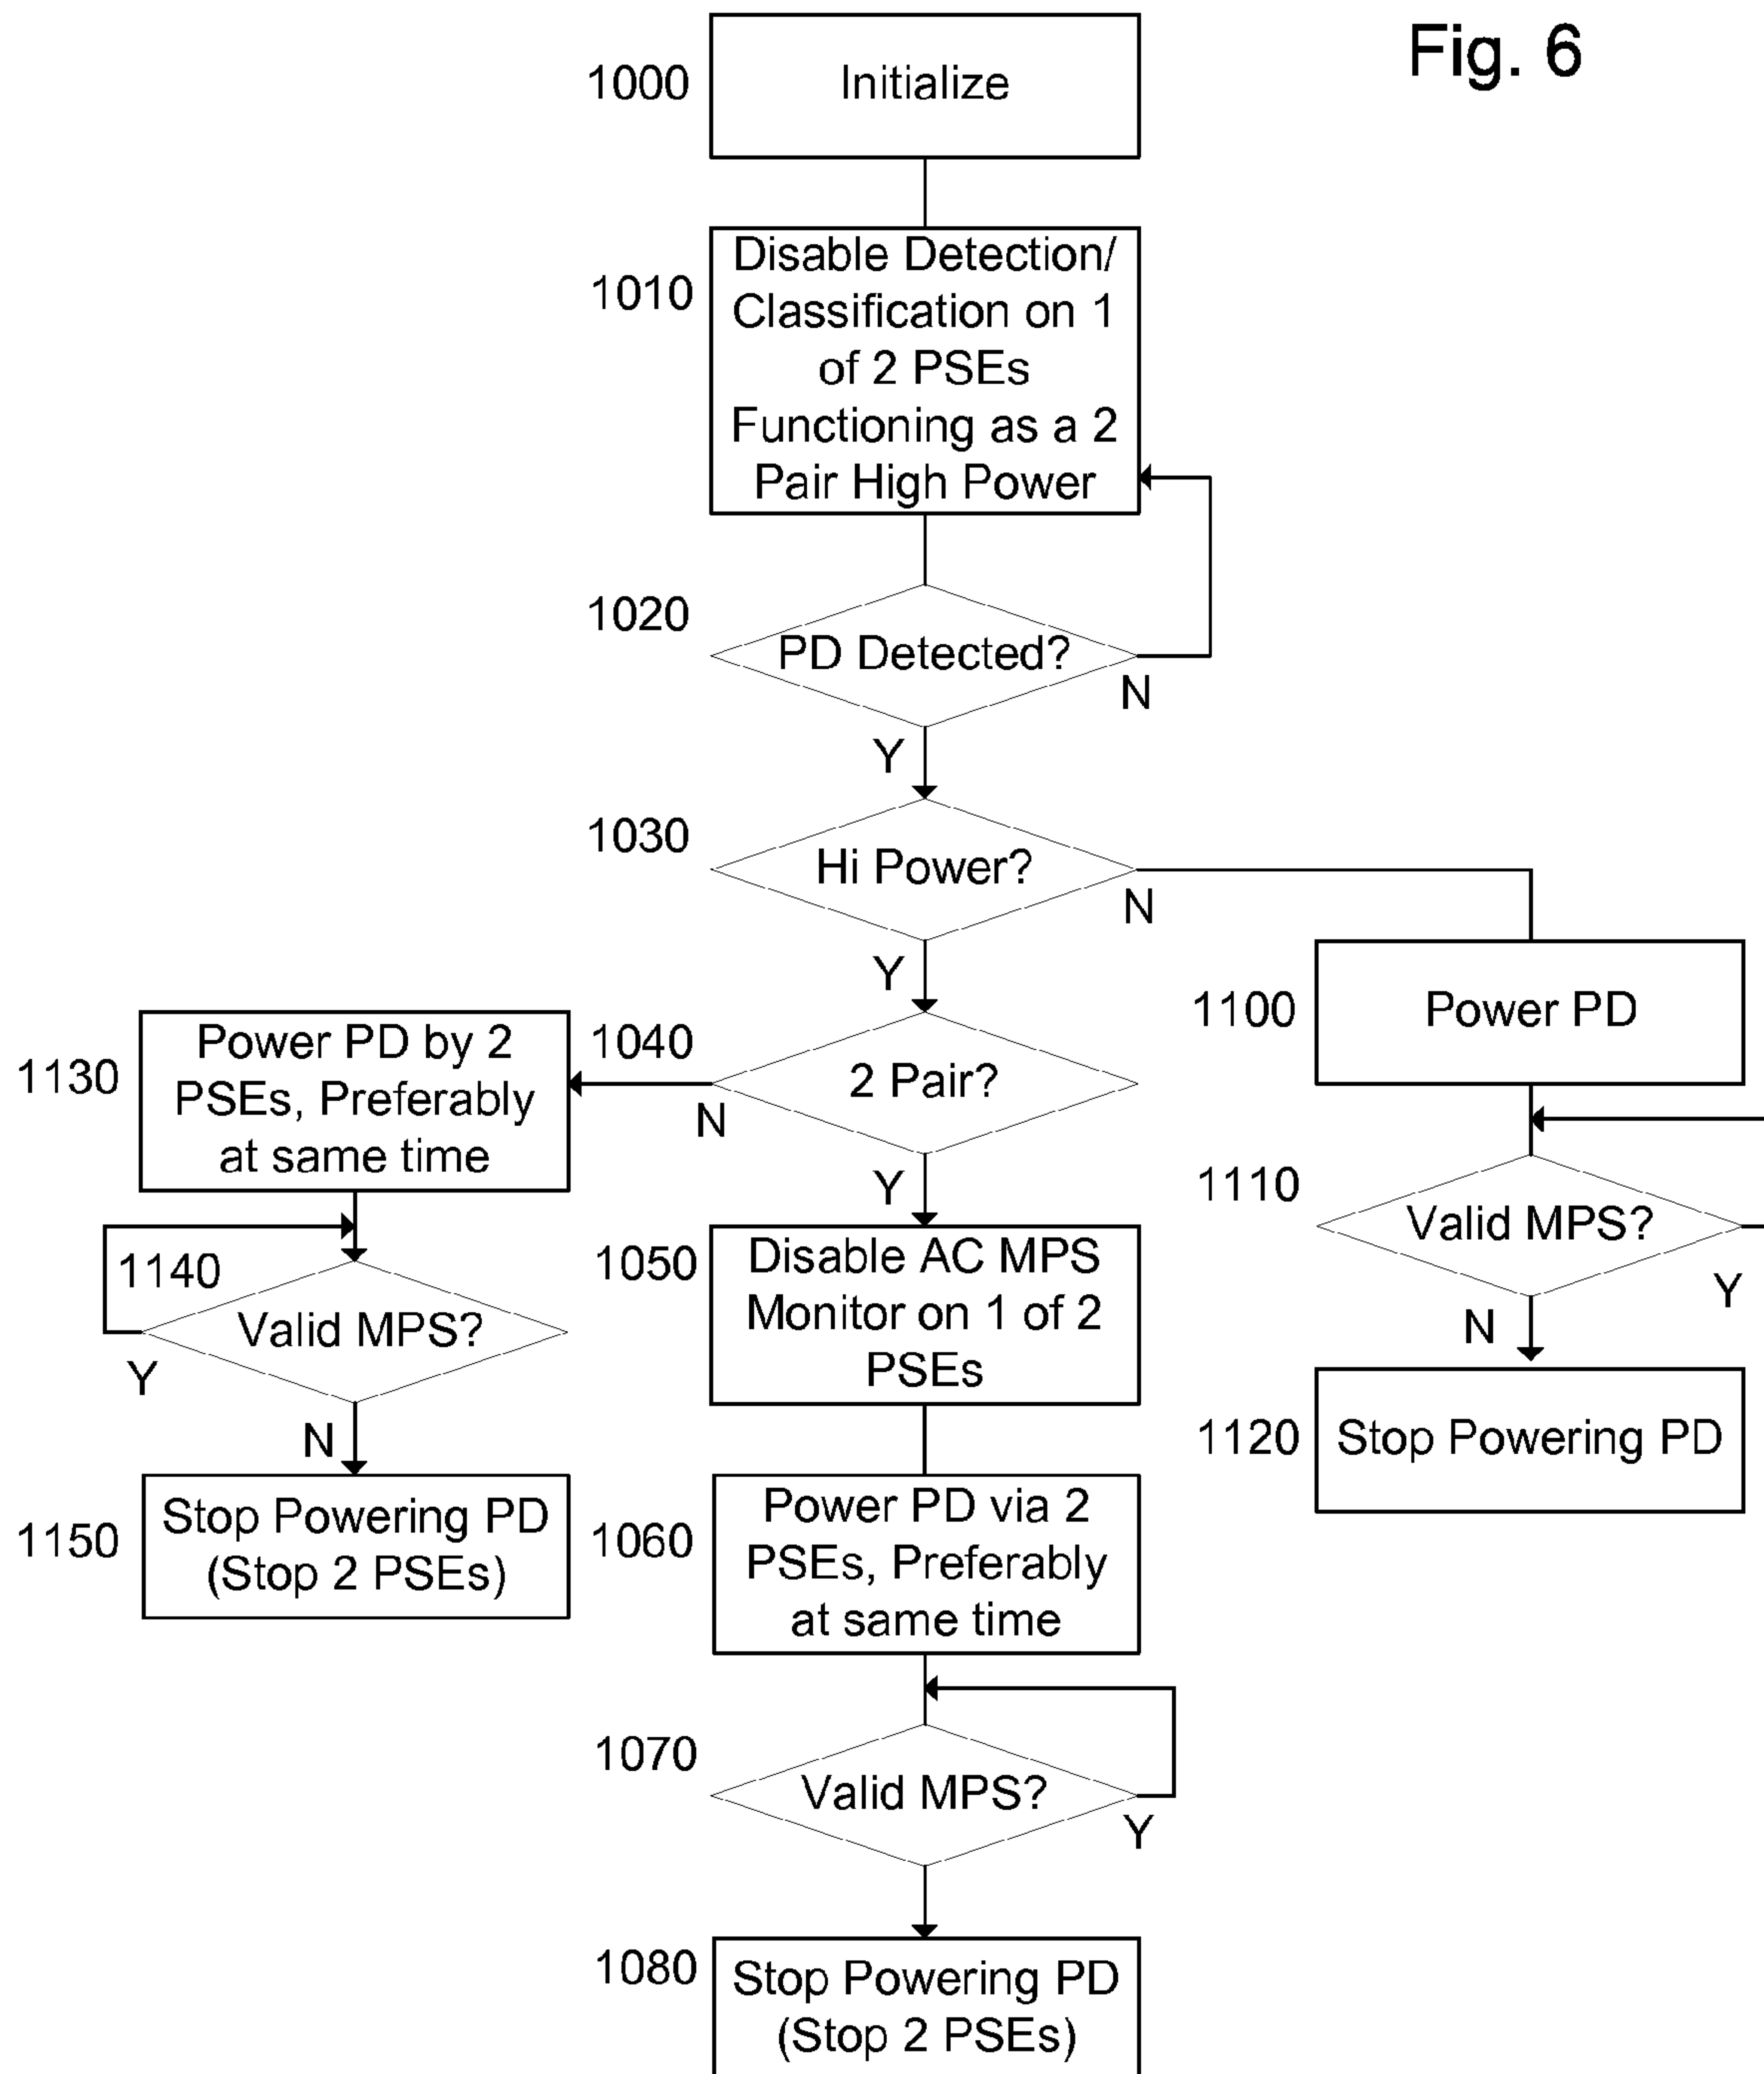 Fig. 6
1000
Initialize
1010
Disable Detection/
Classification on 1
of 2 PSEs
Functioning as a 2
Pair High Power
1020
PD Detected?
N
Y
1030
Hi Power?
N
Y
1040
2 Pair?
N
Y
1130
Power PD by 2
PSEs, Preferably
at same time
1140
Valid MPS?
Y
N
1150
Stop Powering PD
(Stop 2 PSEs)
1050
Disable AC MPS
Monitor on 1 of 2
PSEs
1060
Power PD via 2
PSEs, Preferably
at same time
1070
Valid MPS?
Y
1080
Stop Powering PD
(Stop 2 PSEs)
1100
Power PD
1110
Valid MPS?
Y
N
1120
Stop Powering PD